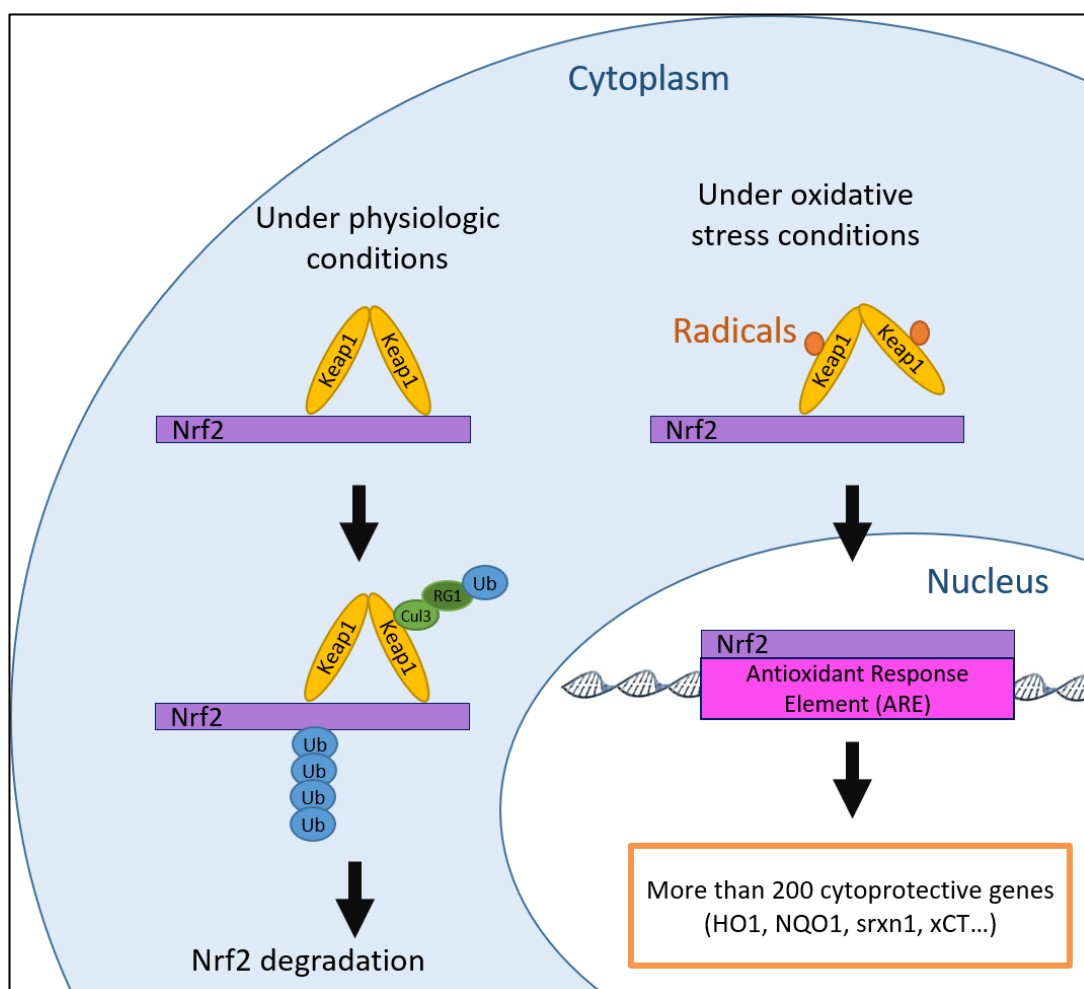 Cytoplasm
Under physiologic
conditions
Keap1
Keap1
Nrf2
Cul3
RG1
Ub
Keap1
Keap1
Nrf2
Ub
Ub
Ub
Ub
Nrf2 degradation
Under oxidative
stress conditions
Radicals
Keap1
Keap1
Nrf2
Nucleus
Nrf2
Antioxidant Response
Element (ARE)
More than 200 cytoprotective genes
(HO1, NQO1, srxn1, xCT...)